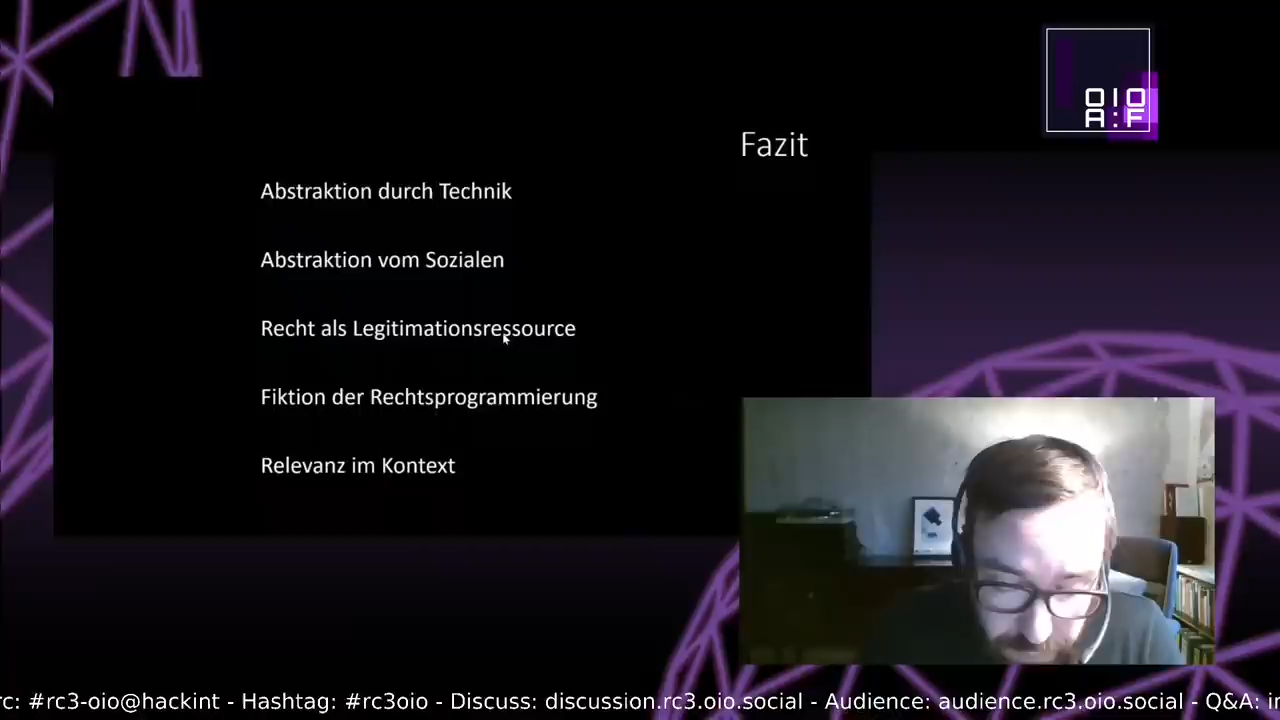 OIO
A:F
Fazit
Abstraktion durch Technik
Abstraktion vom Sozialen
Recht als Legitimationsressource
Fiktion der Rechtsprogrammierung
Relevanz im Kontext
rc: #rc3-oio@hackint - Hashtag: #rc3oio - Discuss: discussion.rc3.oio.social - Audience: audience.rc3.oio.social - Q&A: i